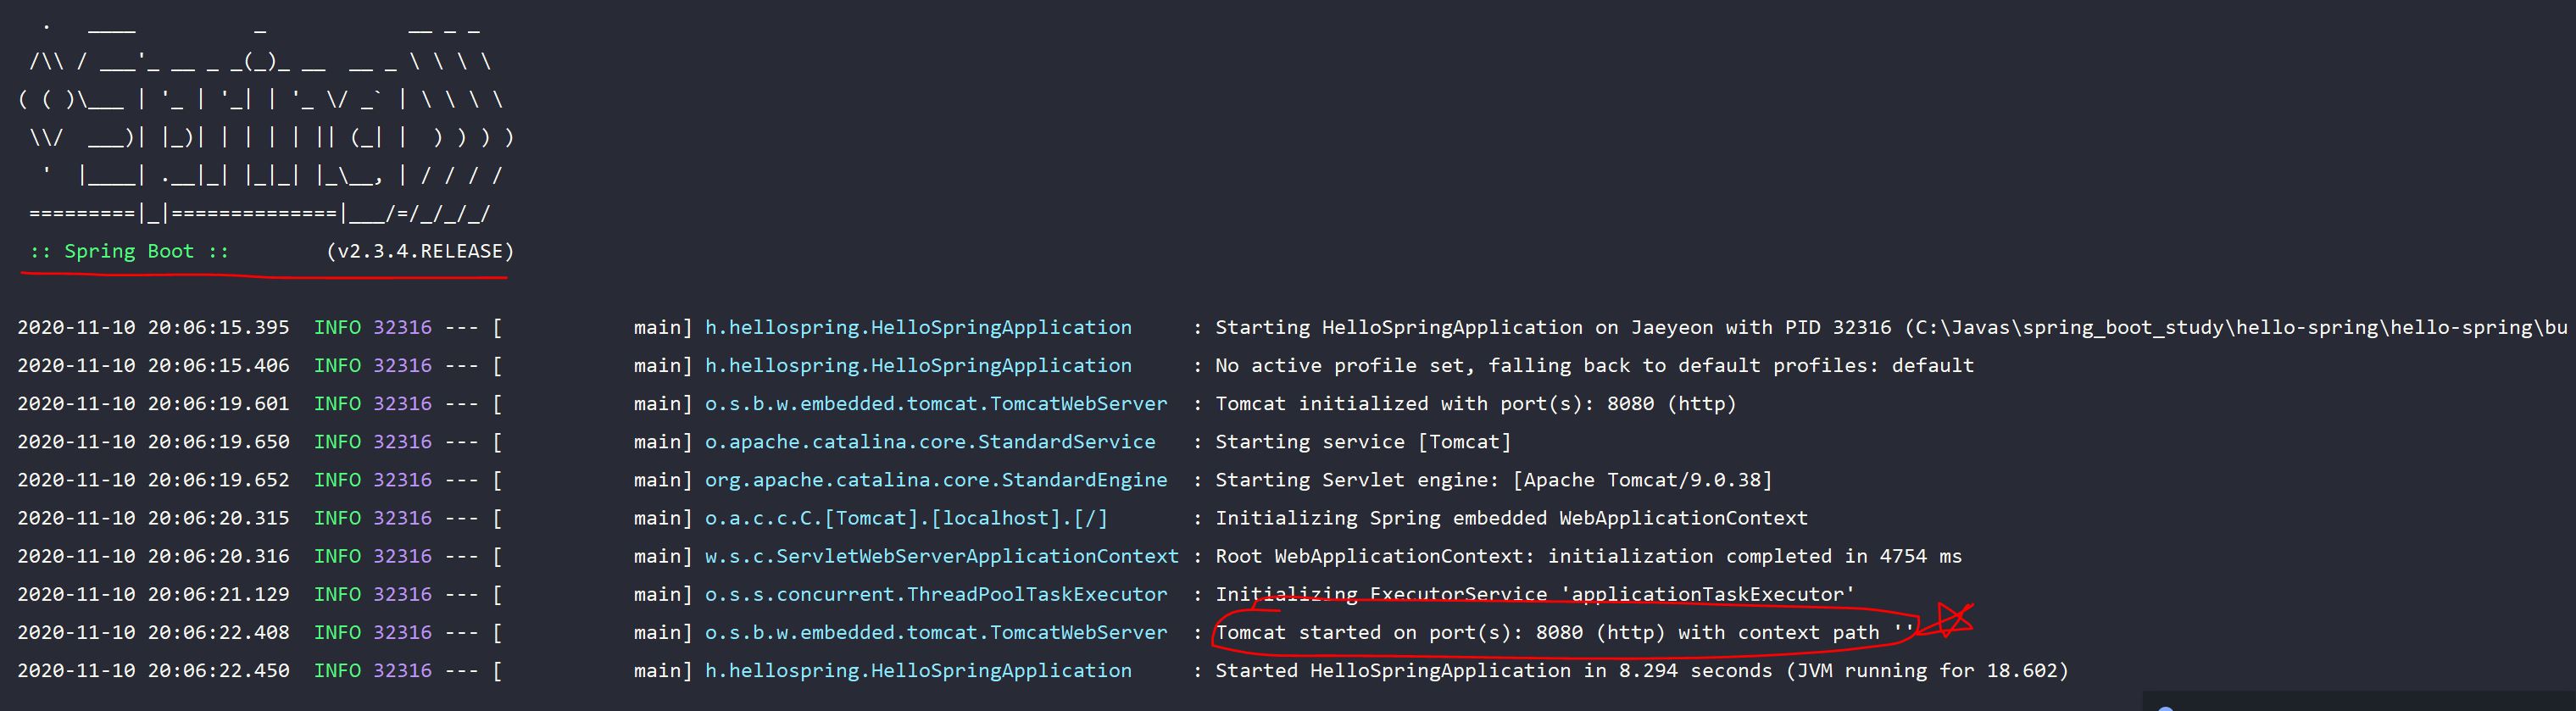 .   ____          _            __ _ _
 /\\ / ___'_ __ _ _(_)_ __  __ _ \ \ \ \
( ( )\___ | '_ | '_| | '_ \/ _` | \ \ \ \
 \\/  ___)| |_)| | | | | || (_| |  ) ) ) )
  '  |____| .__|_| |_|_| |_\__, | / / / /
 =========|_|==============|___/=/_/_/_/
 :: Spring Boot ::        (v2.3.4.RELEASE)
2020-11-10 20:06:15.395  INFO 32316 --- [           main] h.hellospring.HelloSpringApplication     : Starting HelloSpringApplication on Jaeyeon with PID 32316 (C:\Javas\spring_boot_study\hello-spring\hello-spring\bu
2020-11-10 20:06:15.406  INFO 32316 --- [           main] h.hellospring.HelloSpringApplication     : No active profile set, falling back to default profiles: default
2020-11-10 20:06:19.601  INFO 32316 --- [           main] o.s.b.w.embedded.tomcat.TomcatWebServer  : Tomcat initialized with port(s): 8080 (http)
2020-11-10 20:06:19.650  INFO 32316 --- [           main] o.apache.catalina.core.StandardService   : Starting service [Tomcat]
2020-11-10 20:06:19.652  INFO 32316 --- [           main] org.apache.catalina.core.StandardEngine  : Starting Servlet engine: [Apache Tomcat/9.0.38]
2020-11-10 20:06:20.315  INFO 32316 --- [           main] o.a.c.c.C.[Tomcat].[localhost].[/]       : Initializing Spring embedded WebApplicationContext
2020-11-10 20:06:20.316  INFO 32316 --- [           main] w.s.c.ServletWebServerApplicationContext : Root WebApplicationContext: initialization completed in 4754 ms
2020-11-10 20:06:21.129  INFO 32316 --- [           main] o.s.s.concurrent.ThreadPoolTaskExecutor  : Initializing ExecutorService 'applicationTaskExecutor'
2020-11-10 20:06:22.408  INFO 32316 --- [           main] o.s.b.w.embedded.tomcat.TomcatWebServer  : Tomcat started on port(s): 8080 (http) with context path ''
2020-11-10 20:06:22.450  INFO 32316 --- [           main] h.hellospring.HelloSpringApplication     : Started HelloSpringApplication in 8.294 seconds (JVM running for 18.602)